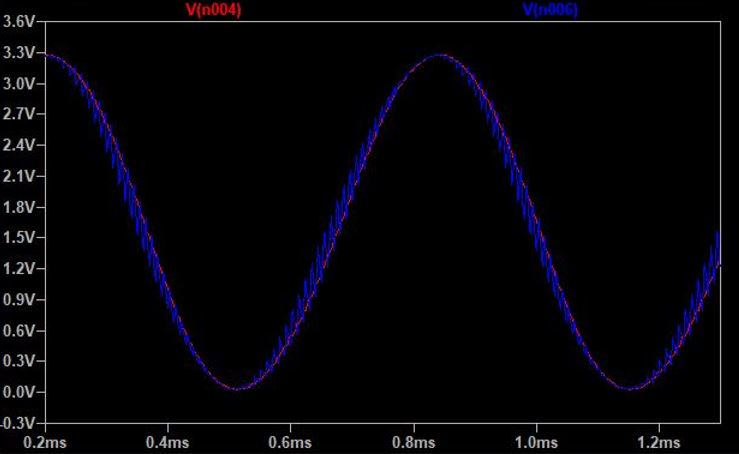 V(n004) V(n006)
3.6V
3.3V
3.0V
2.7V
2.4V
2.1V
1.8V
1.5V
1.2V
0.9V
0.6V
0.3V
0.0V
-0.3V
0.2ms 0.4ms 0.6ms 0.8ms 1.0ms 1.2ms